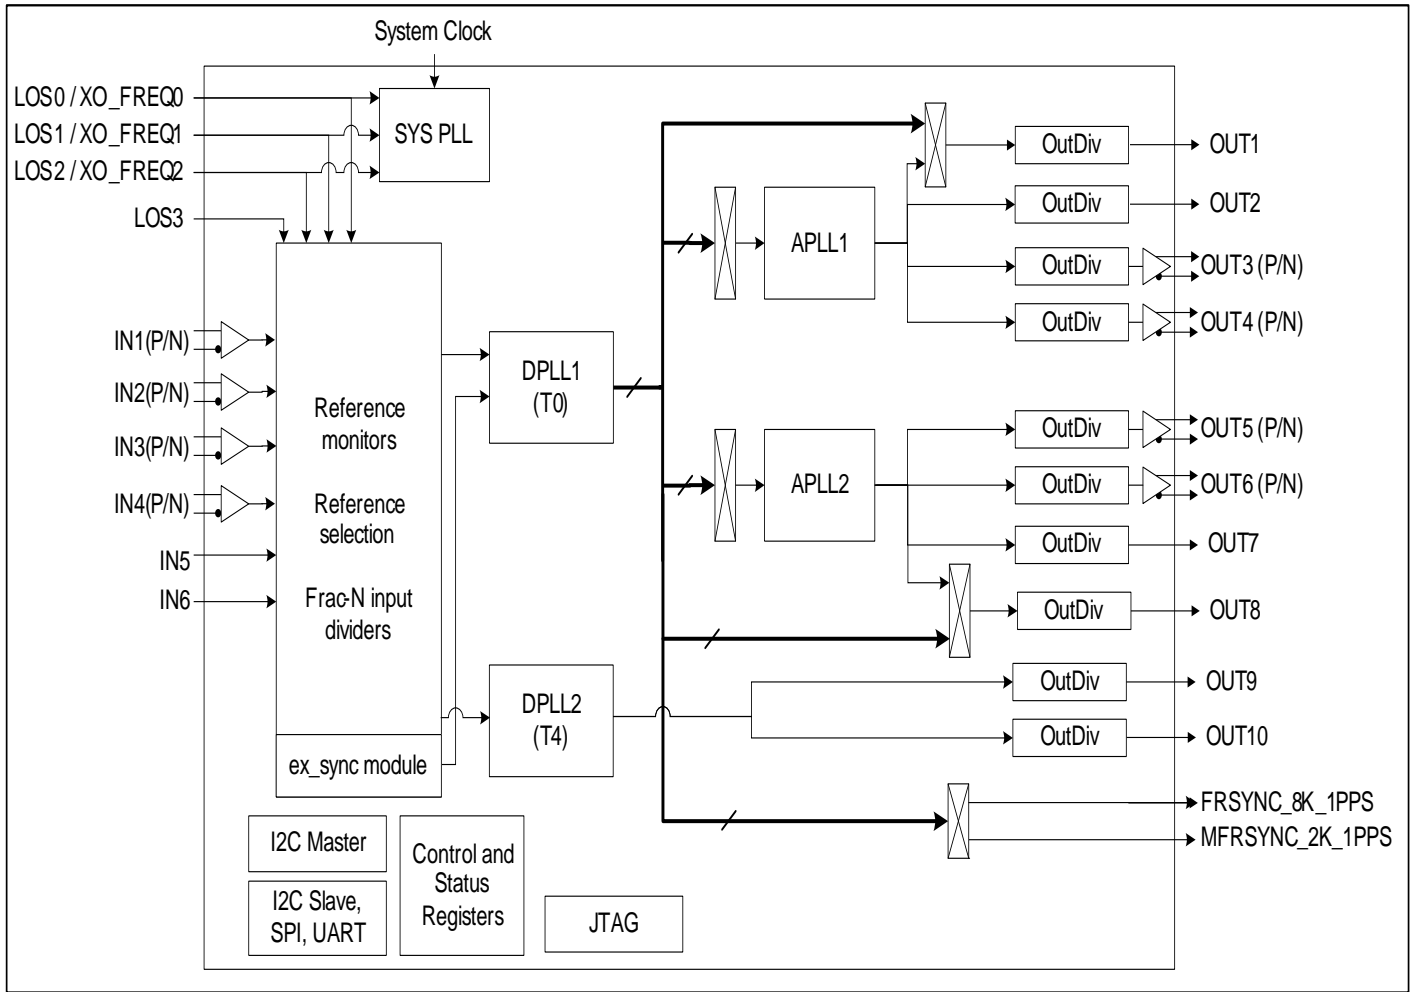 System Clock
LOS0 / XO_FREQ0
LOS1 / XO_FREQ1
LOS2 / XO_FREQ2
LOS3
SYS PLL
IN1(P/N)
IN2(P/N)
IN3(P/N)
IN4(P/N)
IN5
IN6
Reference
monitors
Reference
selection
Frac-N input
dividers
ex_sync module
DPLL1
(T0)
DPLL2
(T4)
APLL1
APLL2
OutDiv
OUT1
OutDiv
OUT2
OutDiv
OUT3 (P/N)
OutDiv
OUT4 (P/N)
OutDiv
OUT5 (P/N)
OutDiv
OUT6 (P/N)
OutDiv
OUT7
OutDiv
OUT8
OutDiv
OUT9
OutDiv
OUT10
FRSYNC_8K_1PPS
MFRSYNC_2K_1PPS
I2C Master
I2C Slave,
SPI, UART
Control and
Status
Registers
JTAG